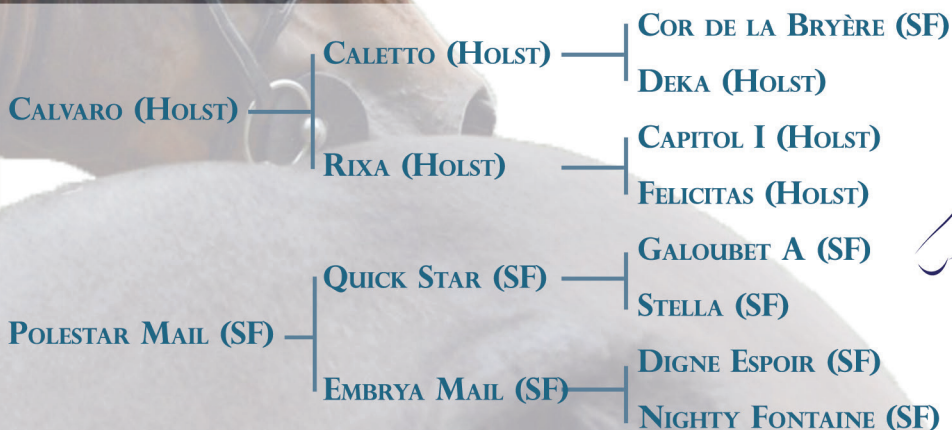 Cor de la Bryère (SF)
Caletto (Holst)
Deka (Holst)
Calvaro (Holst)
Capitol I (Holst)
Rixa (Holst)
Felicitas (Holst)
Galoubet A (SF)
Quick Star (SF)
Stella (SF)
Polestar Mail (SF)
Digne Espoir (SF)
Embrya Mail (SF)
Nighty Fontaine (SF)